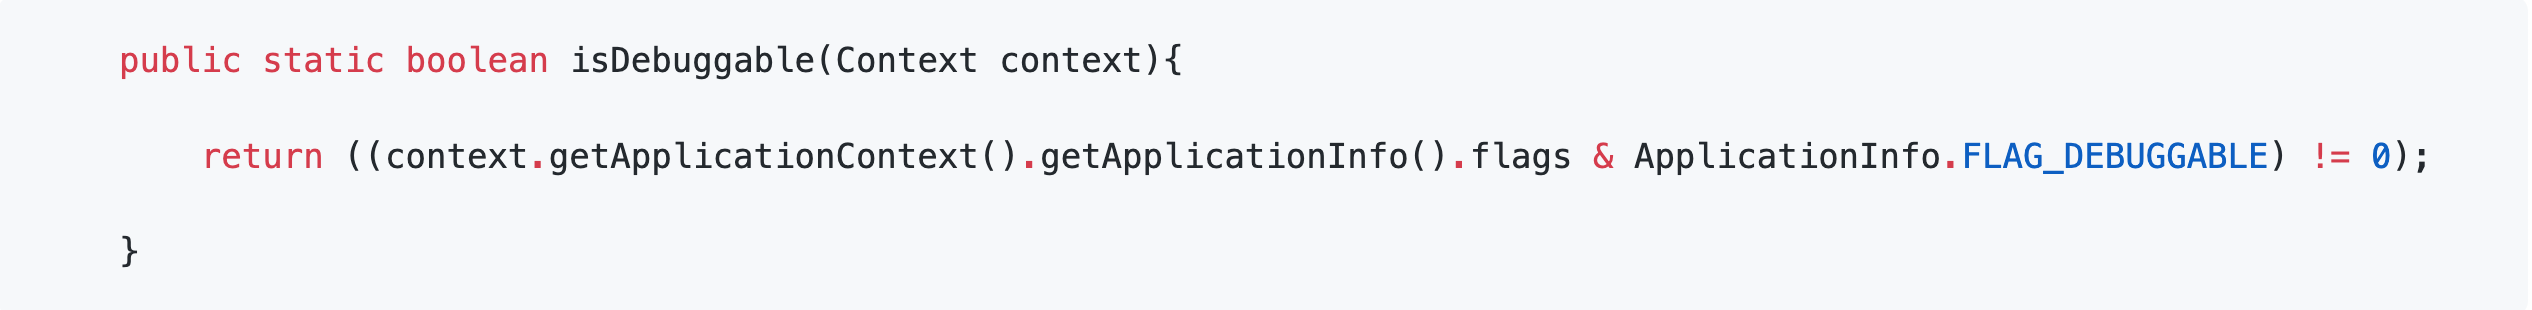 public static boolean isDebuggable(Context context){
return ((context.getApplicationContext().getApplicationInfo().flags & ApplicationInfo.FLAG_DEBUGGABLE) != 0);
}